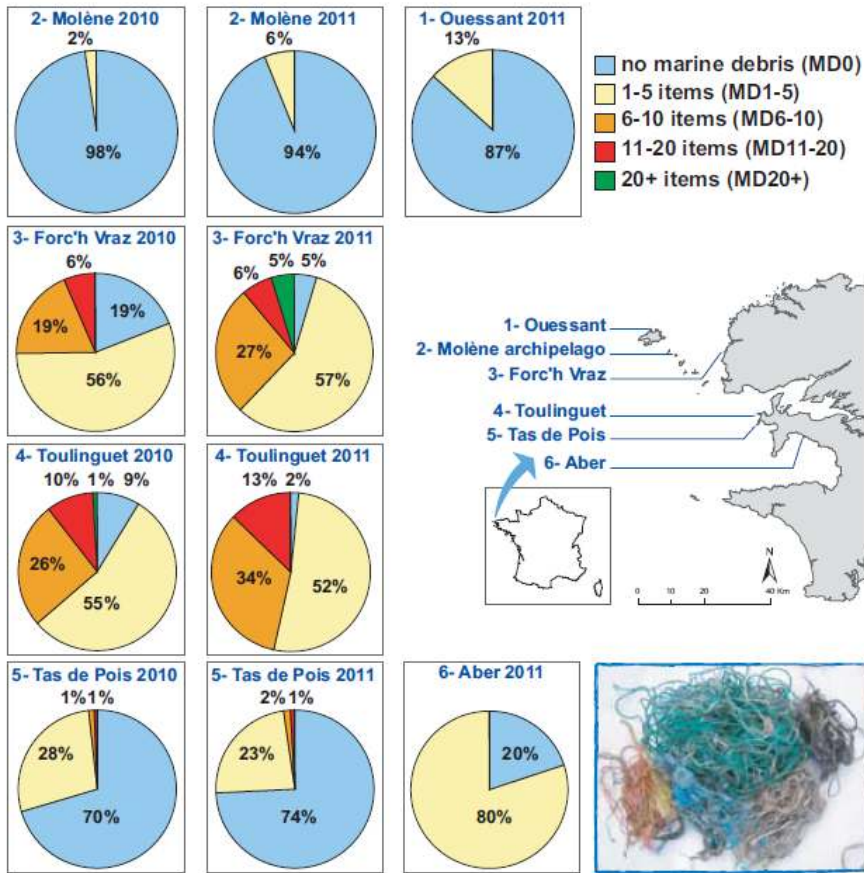 2- Molène 2010
2%
98%
2- Molène 2011
6%
94%
1- Ouessant 2011
13%
87%
no marine debris (MD0)
1-5 items (MD1-5)
6-10 items (MD6-10)
11-20 items (MD11-20)
20+ items (MD20+)
3- Forc'h Vraz 2010
6%
19%
19%
56%
3- Forc'h Vraz 2011
5% 5%
6%
27%
57%
1- Ouessant
2- Molène archipelago
3- Forc'h Vraz
4- Toulinguet
5- Tas de Pois
6- Aber
N
0 10 20 40 Km
4- Toulinguet 2010
10% 1% 9%
26%
55%
4- Toulinguet 2011
13% 2%
34%
52%
5- Tas de Pois 2010
1% 1%
28%
70%
5- Tas de Pois 2011
2% 1%
23%
74%
6- Aber 2011
20%
80%